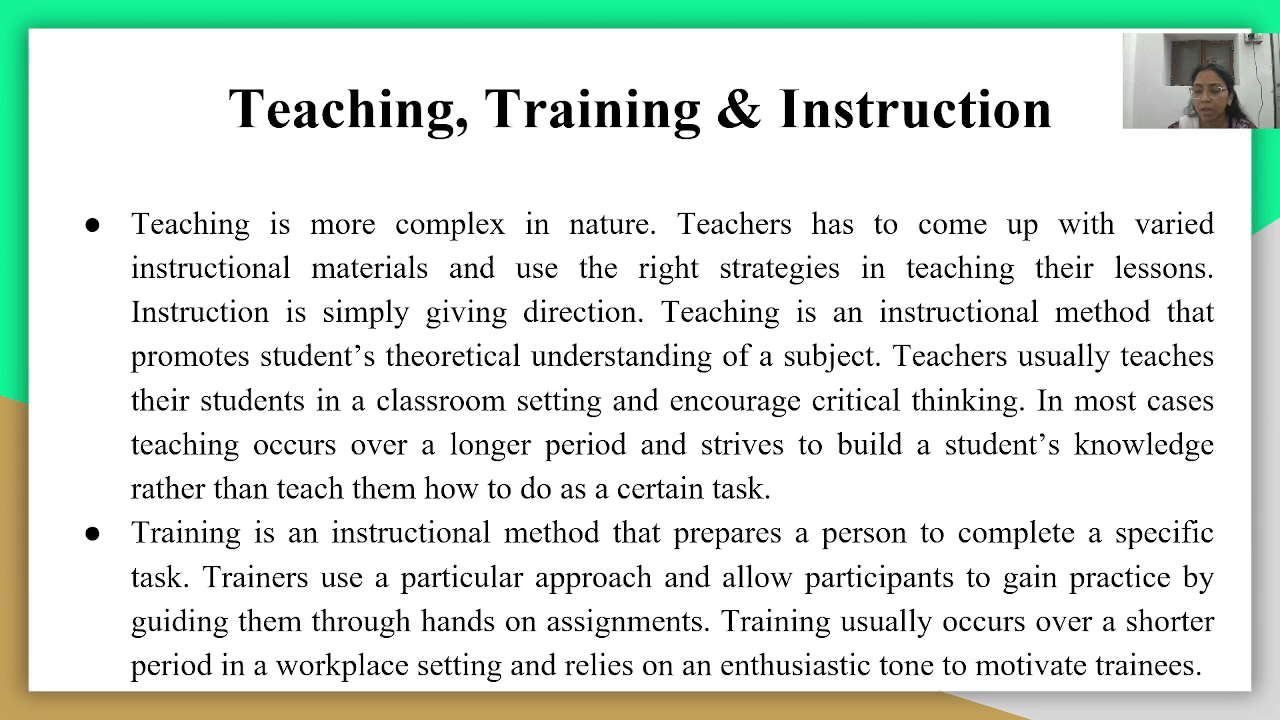 Teaching, Training & Instruction
● Teaching is more complex in nature. Teachers has to come up with varied
instructional materials and use the right strategies in teaching their lessons.
Instruction is simply giving direction. Teaching is an instructional method that
promotes student’s theoretical understanding of a subject. Teachers usually teaches
their students in a classroom setting and encourage critical thinking. In most cases
teaching occurs over a longer period and strives to build a student’s knowledge
rather than teach them how to do as a certain task.
● Training is an instructional method that prepares a person to complete a specific
task. Trainers use a particular approach and allow participants to gain practice by
guiding them through hands on assignments. Training usually occurs over a shorter
period in a workplace setting and relies on an enthusiastic tone to motivate trainees.